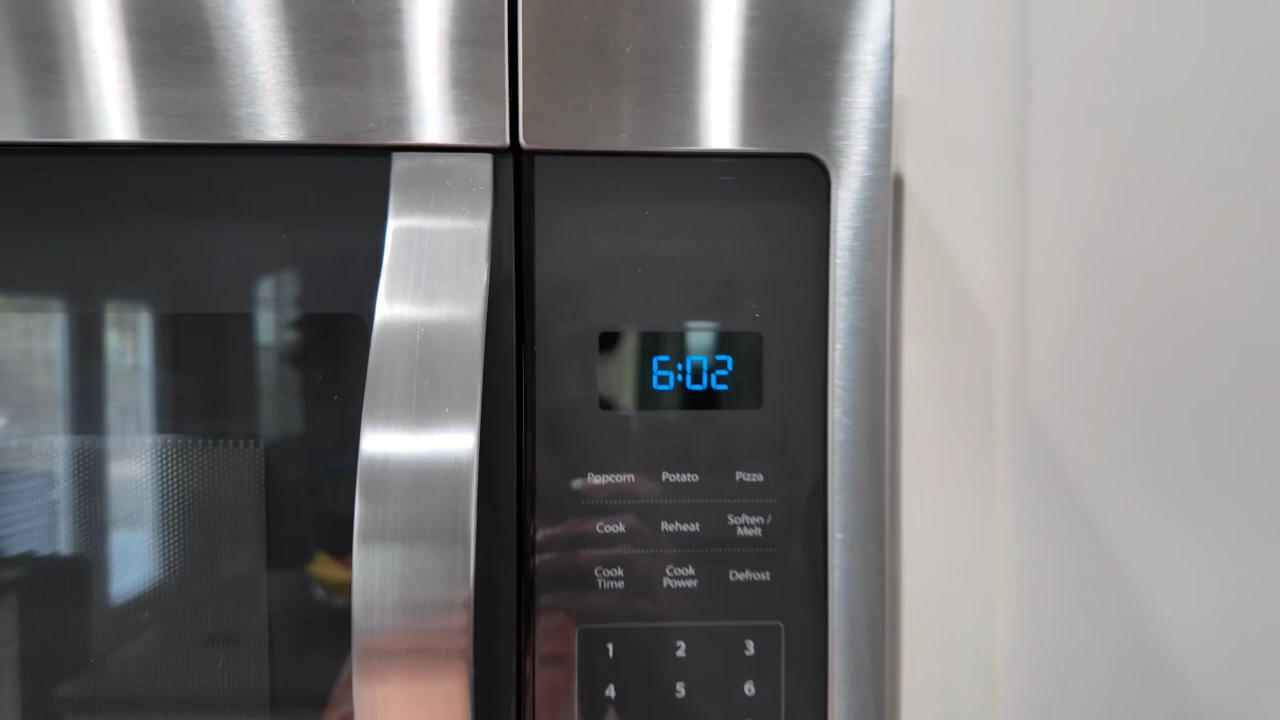 6:02
Popcorn Potato Pizza
Cook Reheat Soften / Melt
Cook Time Cook Power Defrost
1 2 3
4 5 6